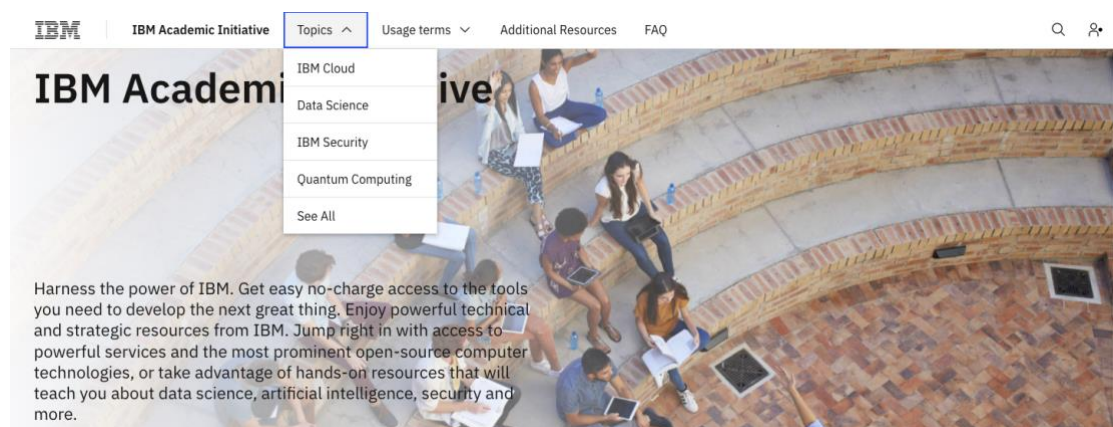 IBM IBM Academic Initiative Topics Usage terms Additional Resources FAQ
IBM Cloud
IBM Academi ive
Data Science
IBM Security
Quantum Computing
See All
Harness the power of IBM. Get easy no-charge access to the tools
you need to develop the next great thing. Enjoy powerful technical
and strategic resources from IBM. Jump right in with access to
powerful services and the most prominent open-source computer
technologies, or take advantage of hands-on resources that will
teach you about data science, artificial intelligence, security and
more.